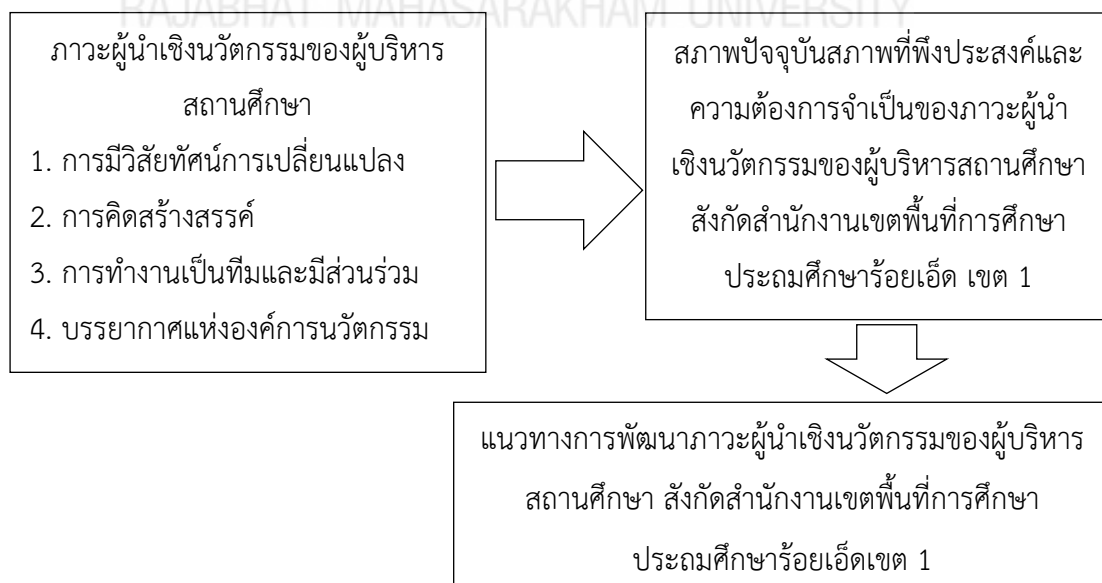 RAJABHAT MAHASARAKHAM UNIVERSITY
ภาวะผู้นำเชิงนวัตกรรมของผู้บริหาร
สถานศึกษา
1. การมีวิสัยทัศน์การเปลี่ยนแปลง
2. การคิดสร้างสรรค์
3. การทำงานเป็นทีมและมีส่วนร่วม
4. บรรยากาศแห่งองค์การนวัตกรรม
สภาพปัจจุบันสภาพที่พึงประสงค์และ
ความต้องการจำเป็นของภาวะผู้นำ
เชิงนวัตกรรมของผู้บริหารสถานศึกษา
สังกัดสำนักงานเขตพื้นที่การศึกษา
ประถมศึกษาร้อยเอ็ด เขต 1
แนวทางการพัฒนาภาวะผู้นำเชิงนวัตกรรมของผู้บริหาร
สถานศึกษา สังกัดสำนักงานเขตพื้นที่การศึกษา
ประถมศึกษาร้อยเอ็ดเขต 1